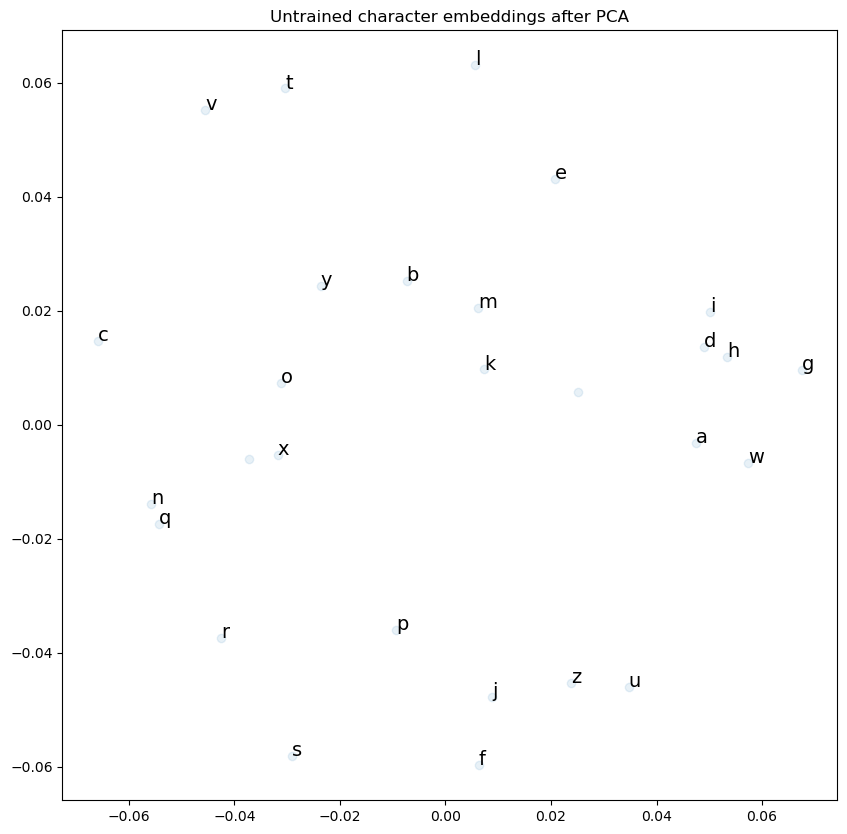 Untrained character embeddings after PCA
0.06
l
t
v
0.04
e
y
b
0.02
m
i
c
d
h
k
g
o
0.00
a
x
w
n
−0.02
q
r
p
−0.04
z
u
j
s
f
−0.06
−0.06 −0.04 −0.02 0.00 0.02 0.04 0.06